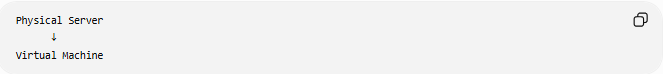 Physical Server
↓
Virtual Machine